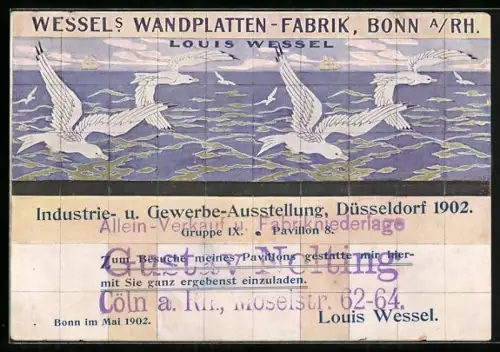 WESSELS WANDPLATTEN-FABRIK, BONN A/RH.
LOUIS WESSEL
Industrie- u. Gewerbe-Ausstellung, Düsseldorf 1902.
Allein-Verkauf u. Fabrikniederlage
Gruppe IX. • Pavillon 8.
Gustav Nolting
Zum Besuche meines Pavillons gestatte mir hier-
mit Sie ganz ergebenst einzuladen.
Cöln a. Rh., Moselstr. 62-64.
Bonn im Mai 1902.
Louis Wessel.